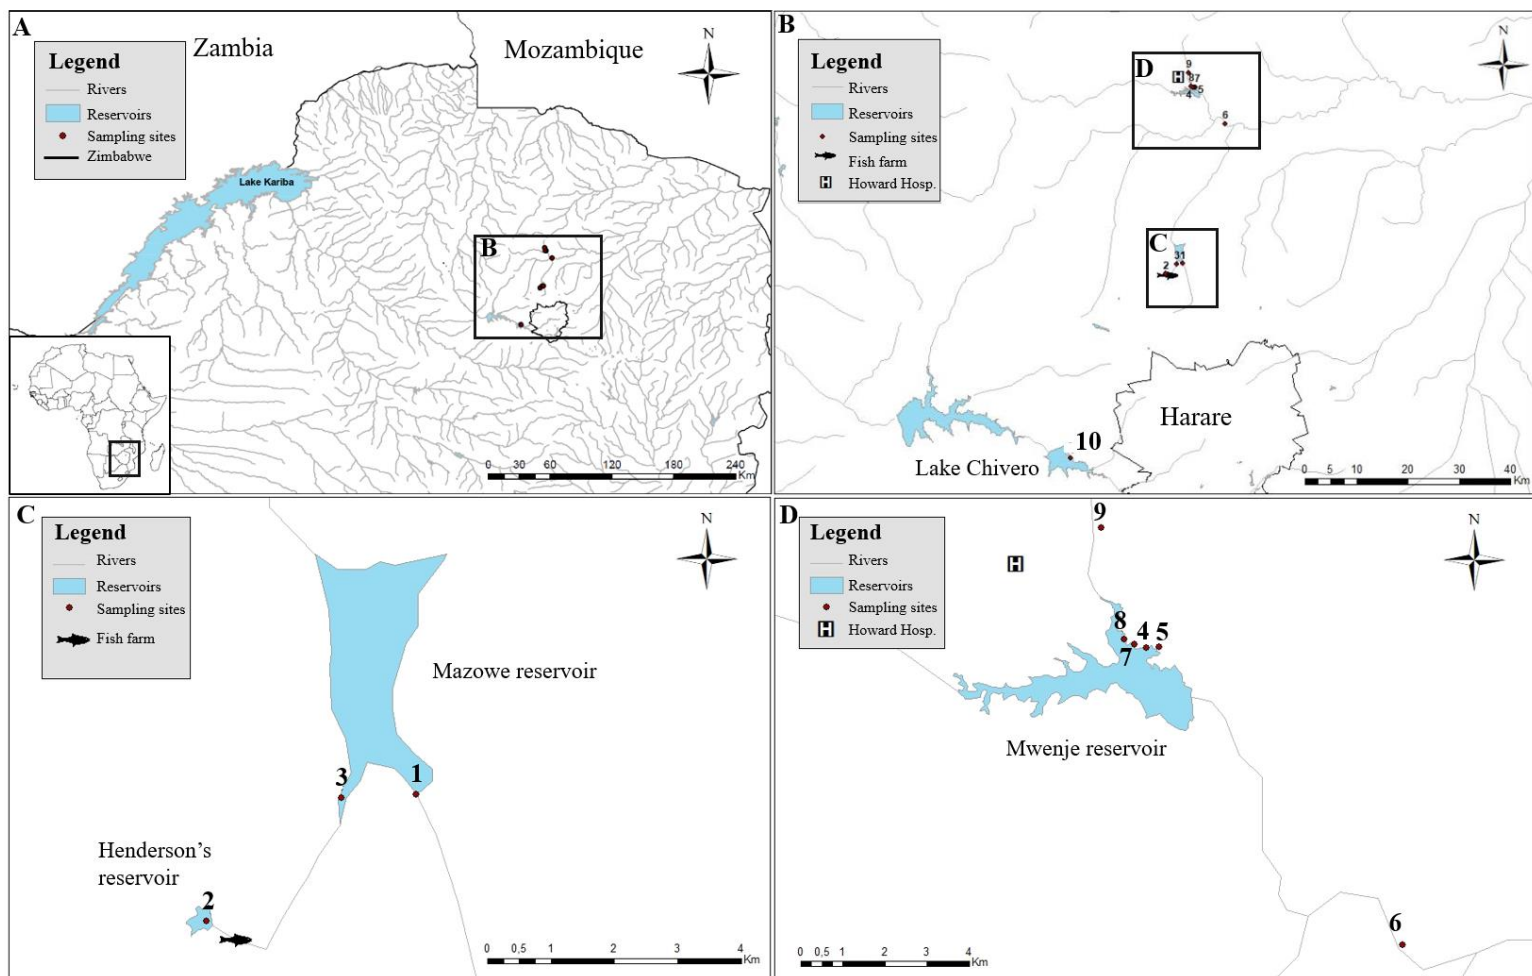 A
Zambia
Mozambique
N
Legend
Rivers
Reservoirs
Sampling sites
Zimbabwe
Lake Kariba
B
0 30 60 120 180 240
Km
B
N
Legend
Rivers
Reservoirs
Sampling sites
Fish farm
H Howard Hosp.
D
9
H 87
4 5
6
C
31
2
Harare
10
Lake Chivero
0 5 10 20 30 40
Km
C
N
Legend
Rivers
Reservoirs
Sampling sites
Fish farm
Mazowe reservoir
3
1
Henderson's
reservoir
2
0 0,5 1 2 3 4
Km
D
N
Legend
Rivers
Reservoirs
Sampling sites
H Howard Hosp.
9
H
8 4 5
7
Mwenje reservoir
6
0 0,5 1 2 3 4
Km